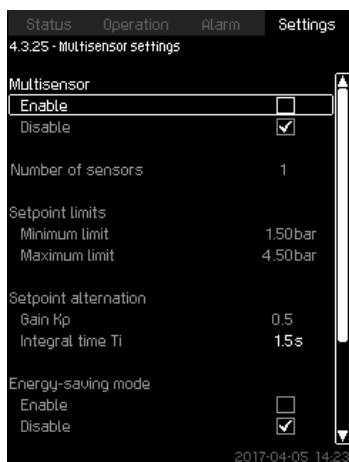 Status Operation Alarm Settings
4.3.25 - Multisensor settings
Multisensor
Enable
Disable
Number of sensors 1
Setpoint limits
Minimum limit 1.50bar
Maximum limit 4.50bar
Setpoint alternation
Gain Kp 0.5
Integral time Ti 1.5s
Energy-saving mode
Enable
Disable
2017-04-05 14:23